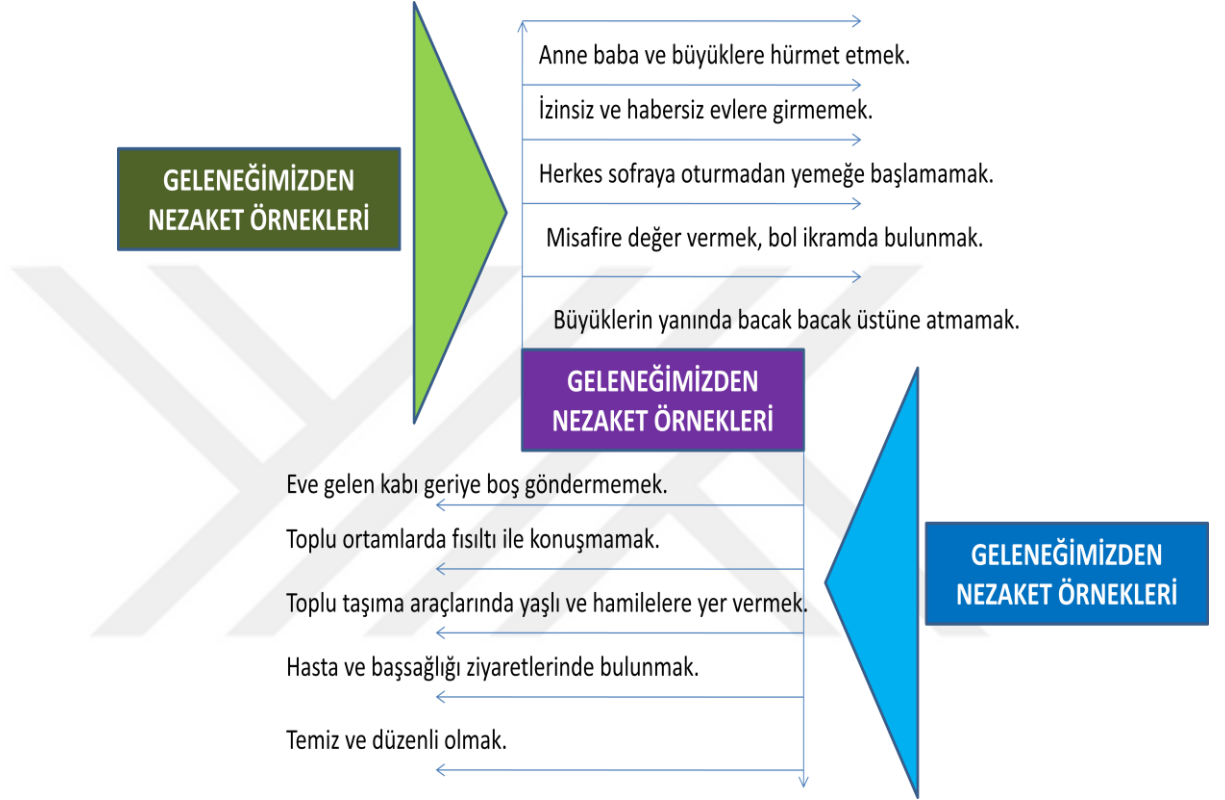 GELENEĞİMİZDEN
NEZAKET ÖRNEKLERİ
Anne baba ve büyüklere hürmet etmek.
İzinsiz ve habersiz evlere girmemek.
Herkes sofraya oturmadan yemeğe başlamamak.
Misafire değer vermek, bol ikramda bulunmak.
Büyüklerin yanında bacak bacak üstüne atmamak.
GELENEĞİMİZDEN
NEZAKET ÖRNEKLERİ
Eve gelen kabı geriye boş göndermemek.
Toplu ortamlarda fısıltı ile konuşmamak.
Toplu taşıma araçlarında yaşlı ve hamilelere yer vermek.
Hasta ve başsağlığı ziyaretlerinde bulunmak.
Temiz ve düzenli olmak.
GELENEĞİMİZDEN
NEZAKET ÖRNEKLERİ